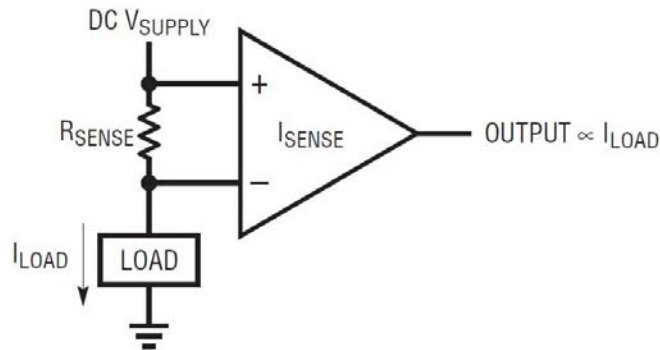 DC VSUPPLY
+
RSENSE
ISENSE
OUTPUT ∝ ILOAD
−
ILOAD
LOAD